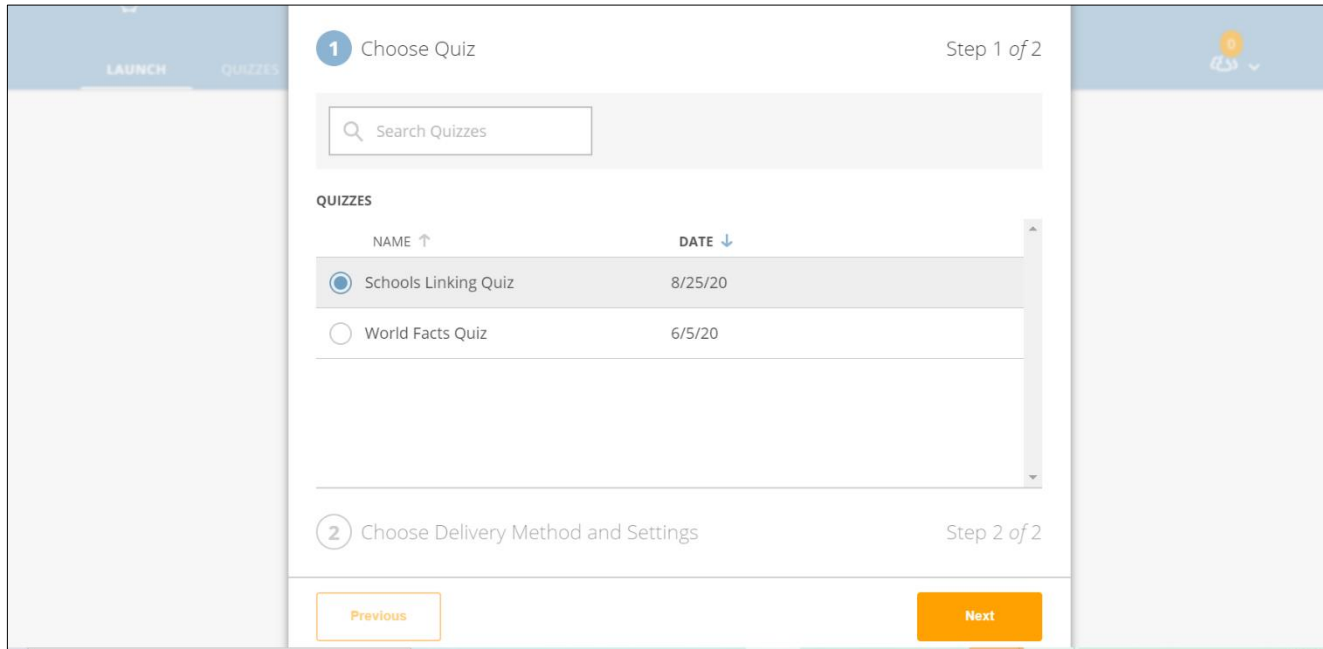 LAUNCH
QUIZZES
0
1 Choose Quiz Step 1 of 2
Search Quizzes
QUIZZES
NAME DATE
Schools Linking Quiz 8/25/20
World Facts Quiz 6/5/20
2 Choose Delivery Method and Settings Step 2 of 2
Previous Next